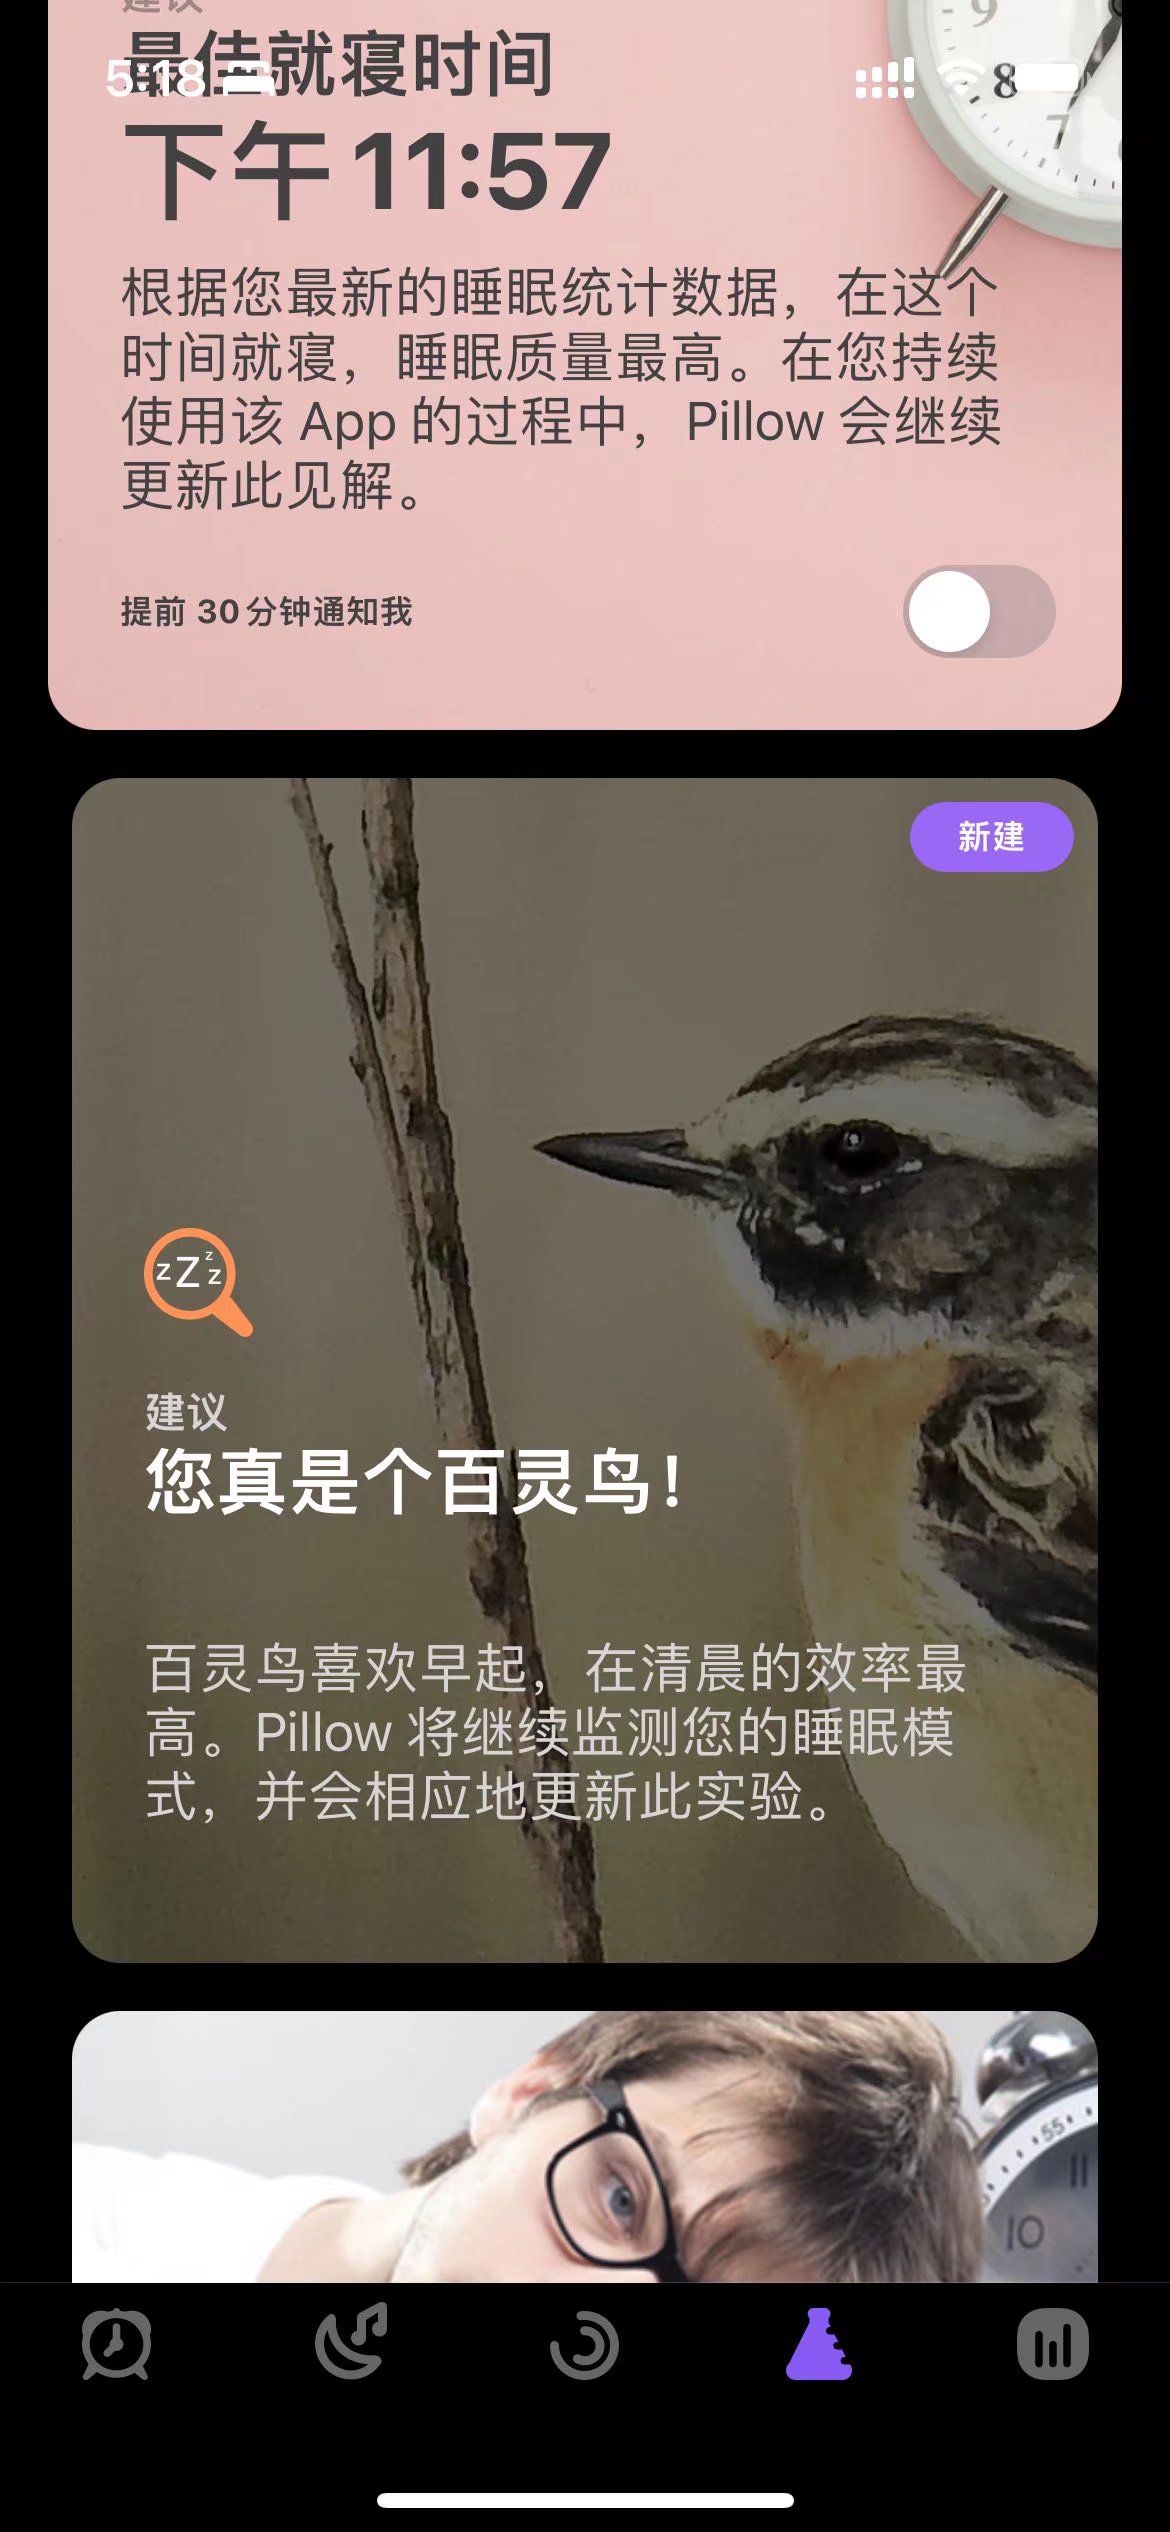 建议
最佳就寝时间
5:18
下午 11:57
根据您最新的睡眠统计数据，在这个
时间就寝，睡眠质量最高。在您持续
使用该 App 的过程中，Pillow 会继续
更新此见解。
提前 30 分钟通知我
新建
zZzz
建议
您真是个百灵鸟！
百灵鸟喜欢早起，在清晨的效率最
高。Pillow 将继续监测您的睡眠模
式，并会相应地更新此实验。
9
8
7
55
11
10